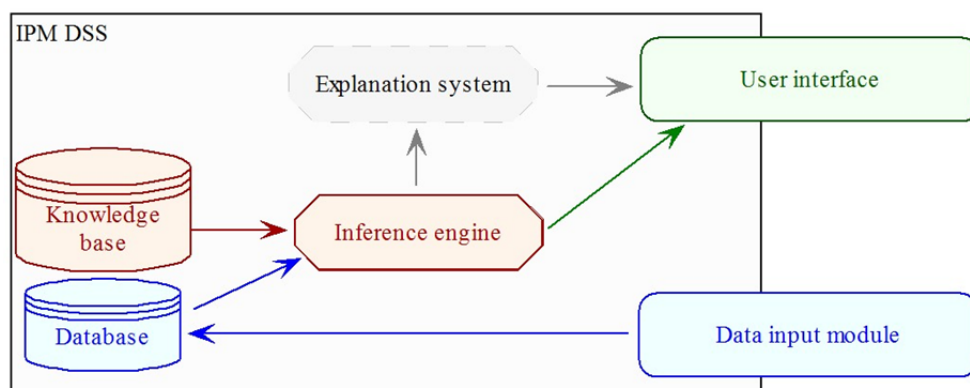 IPM DSS
Explanation system
User interface
Knowledge
base
Inference engine
Database
Data input module